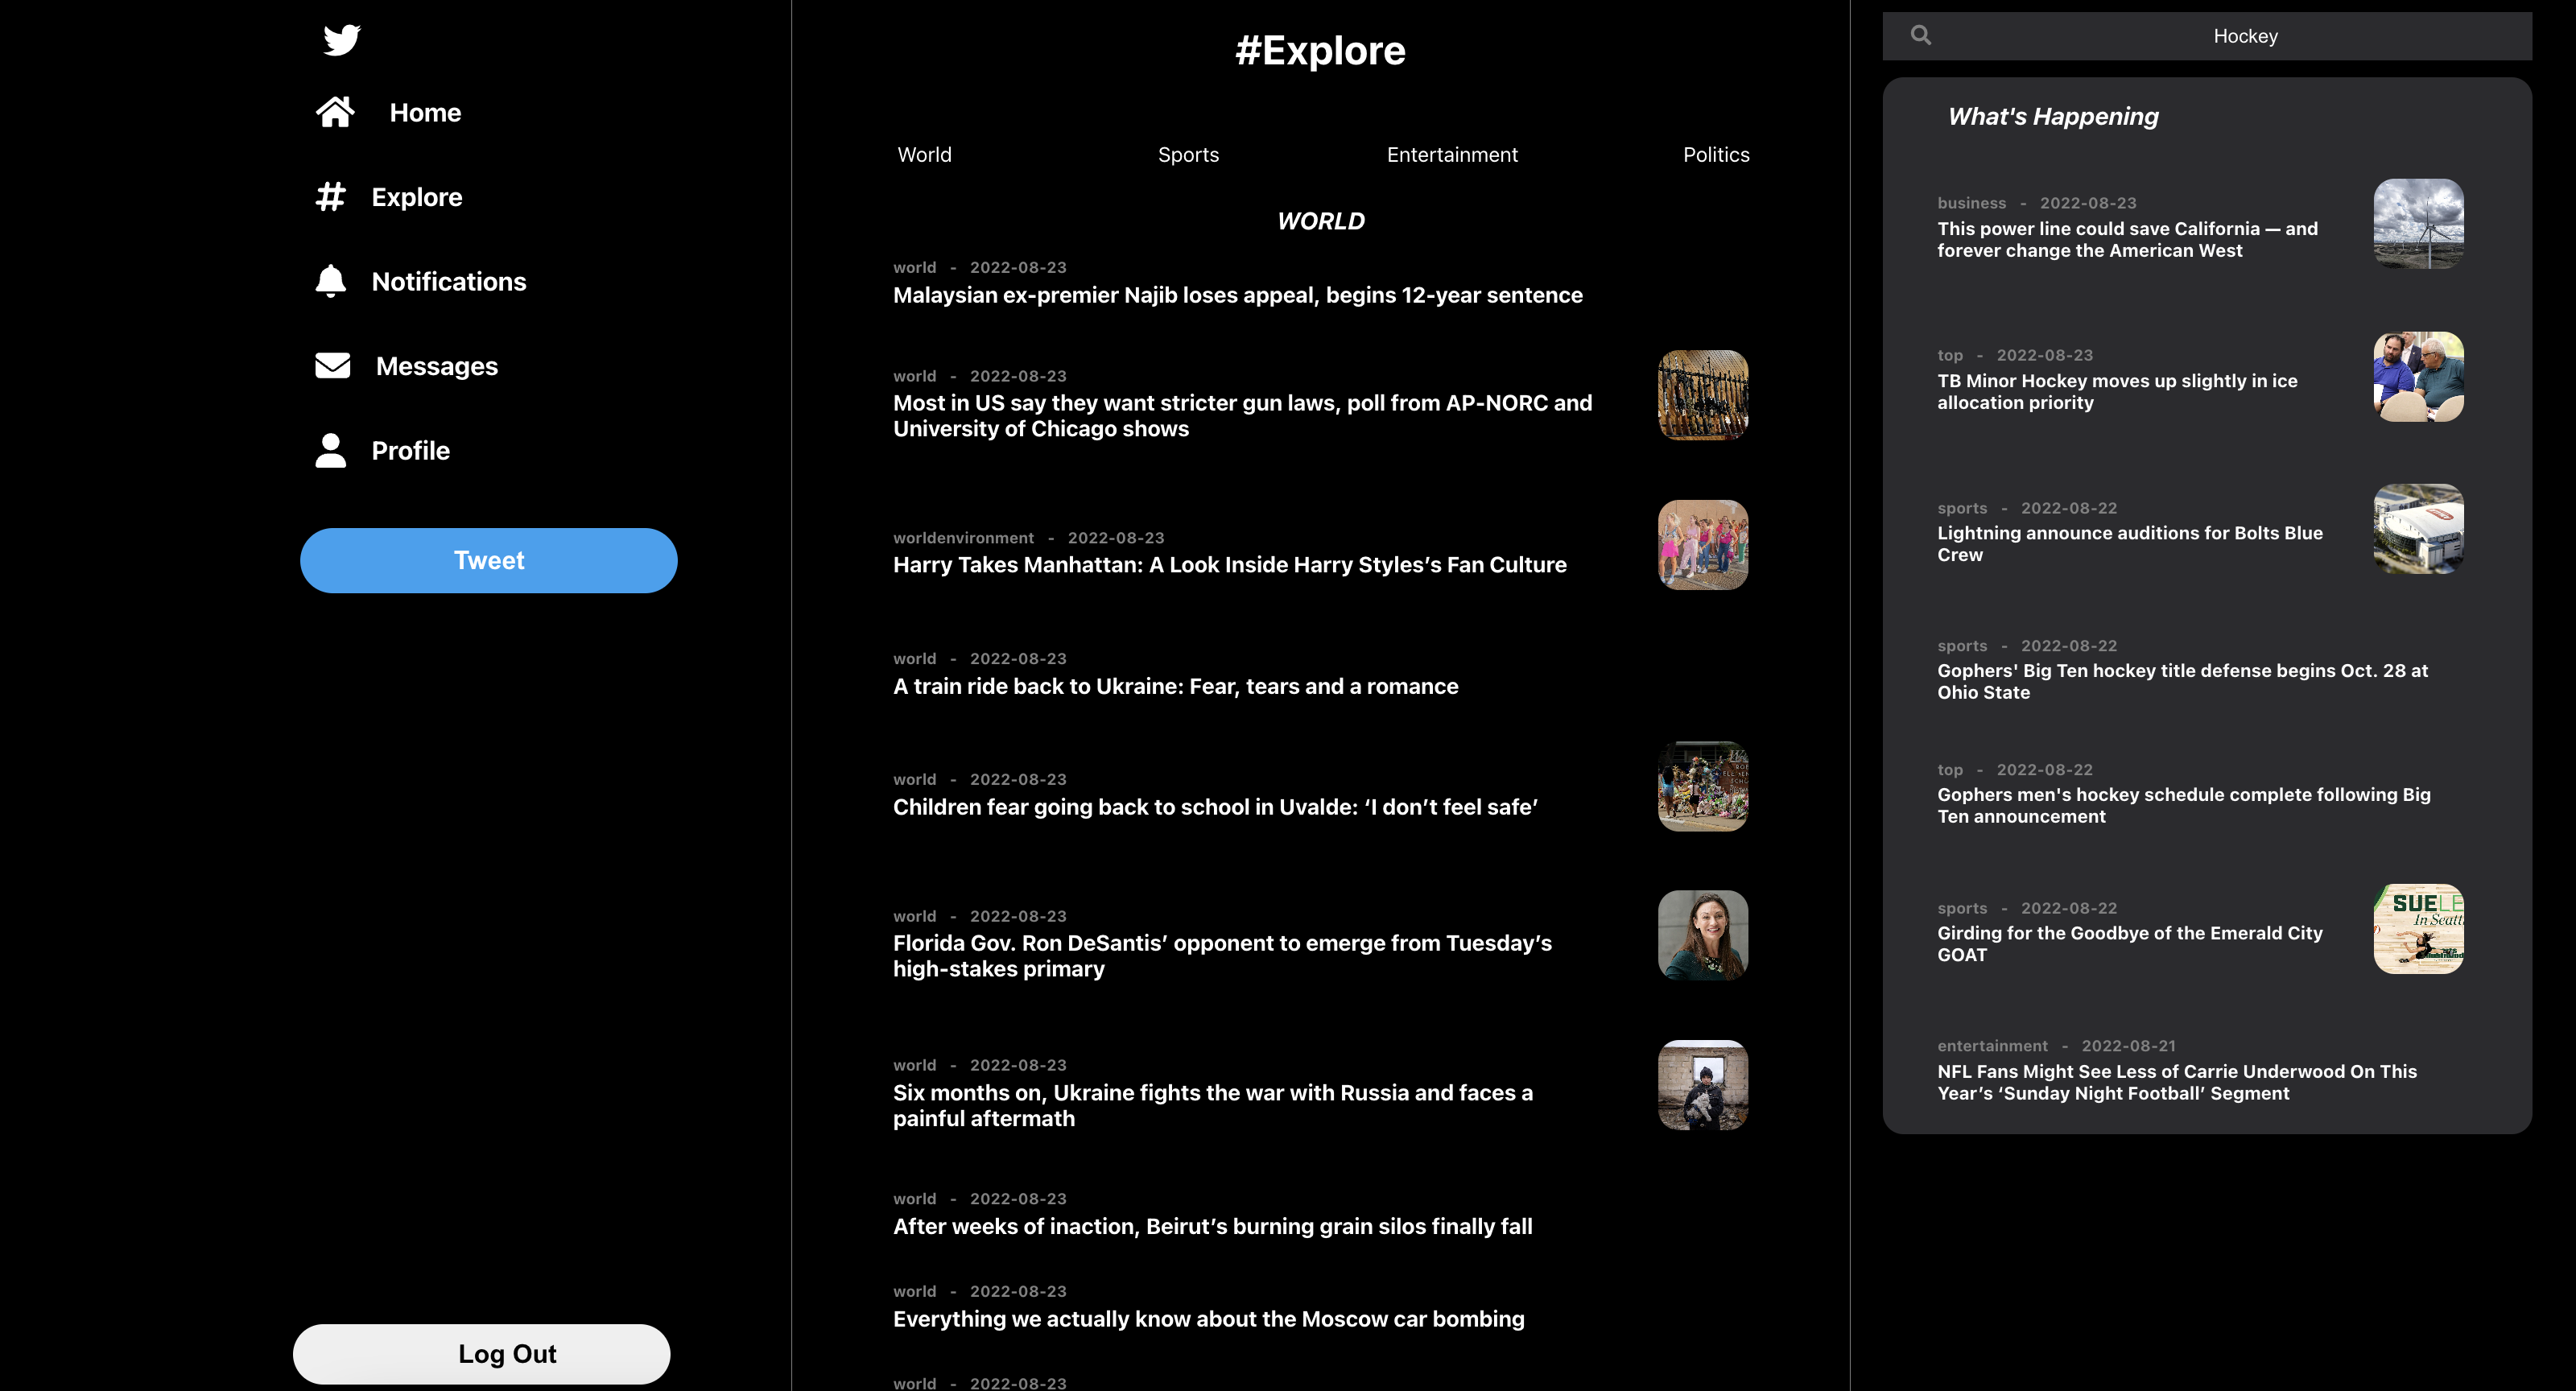 Home
Explore
Notifications
Messages
Profile
Tweet
Log Out
#Explore
World
Sports
Entertainment
Politics
WORLD
world - 2022-08-23
Malaysian ex-premier Najib loses appeal, begins 12-year sentence
world - 2022-08-23
Most in US say they want stricter gun laws, poll from AP-NORC and
University of Chicago shows
worldenvironment - 2022-08-23
Harry Takes Manhattan: A Look Inside Harry Styles’s Fan Culture
world - 2022-08-23
A train ride back to Ukraine: Fear, tears and a romance
world - 2022-08-23
Children fear going back to school in Uvalde: ‘I don’t feel safe’
world - 2022-08-23
Florida Gov. Ron DeSantis’ opponent to emerge from Tuesday’s
high-stakes primary
world - 2022-08-23
Six months on, Ukraine fights the war with Russia and faces a
painful aftermath
world - 2022-08-23
After weeks of inaction, Beirut’s burning grain silos finally fall
world - 2022-08-23
Everything we actually know about the Moscow car bombing
world - 2022-08-23
Hockey
What's Happening
business - 2022-08-23
This power line could save California — and
forever change the American West
top - 2022-08-23
TB Minor Hockey moves up slightly in ice
allocation priority
sports - 2022-08-22
Lightning announce auditions for Bolts Blue
Crew
sports - 2022-08-22
Gophers' Big Ten hockey title defense begins Oct. 28 at
Ohio State
top - 2022-08-22
Gophers men's hockey schedule complete following Big
Ten announcement
sports - 2022-08-22
Girding for the Goodbye of the Emerald City
GOAT
SUELE
In Seatt
entertainment - 2022-08-21
NFL Fans Might See Less of Carrie Underwood On This
Year’s ‘Sunday Night Football’ Segment